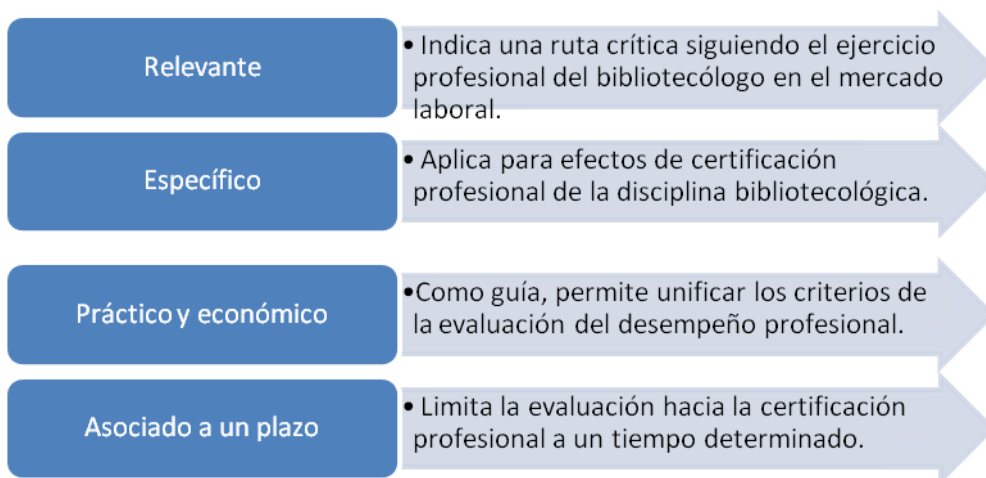 Relevante
• Indica una ruta crítica siguiendo el ejercicio
profesional del bibliotecólogo en el mercado
laboral.
Específico
• Aplica para efectos de certificación
profesional de la disciplina bibliotecológica.
Práctico y económico
•Como guía, permite unificar los criterios de
la evaluación del desempeño profesional.
Asociado a un plazo
• Limita la evaluación hacia la certificación
profesional a un tiempo determinado.